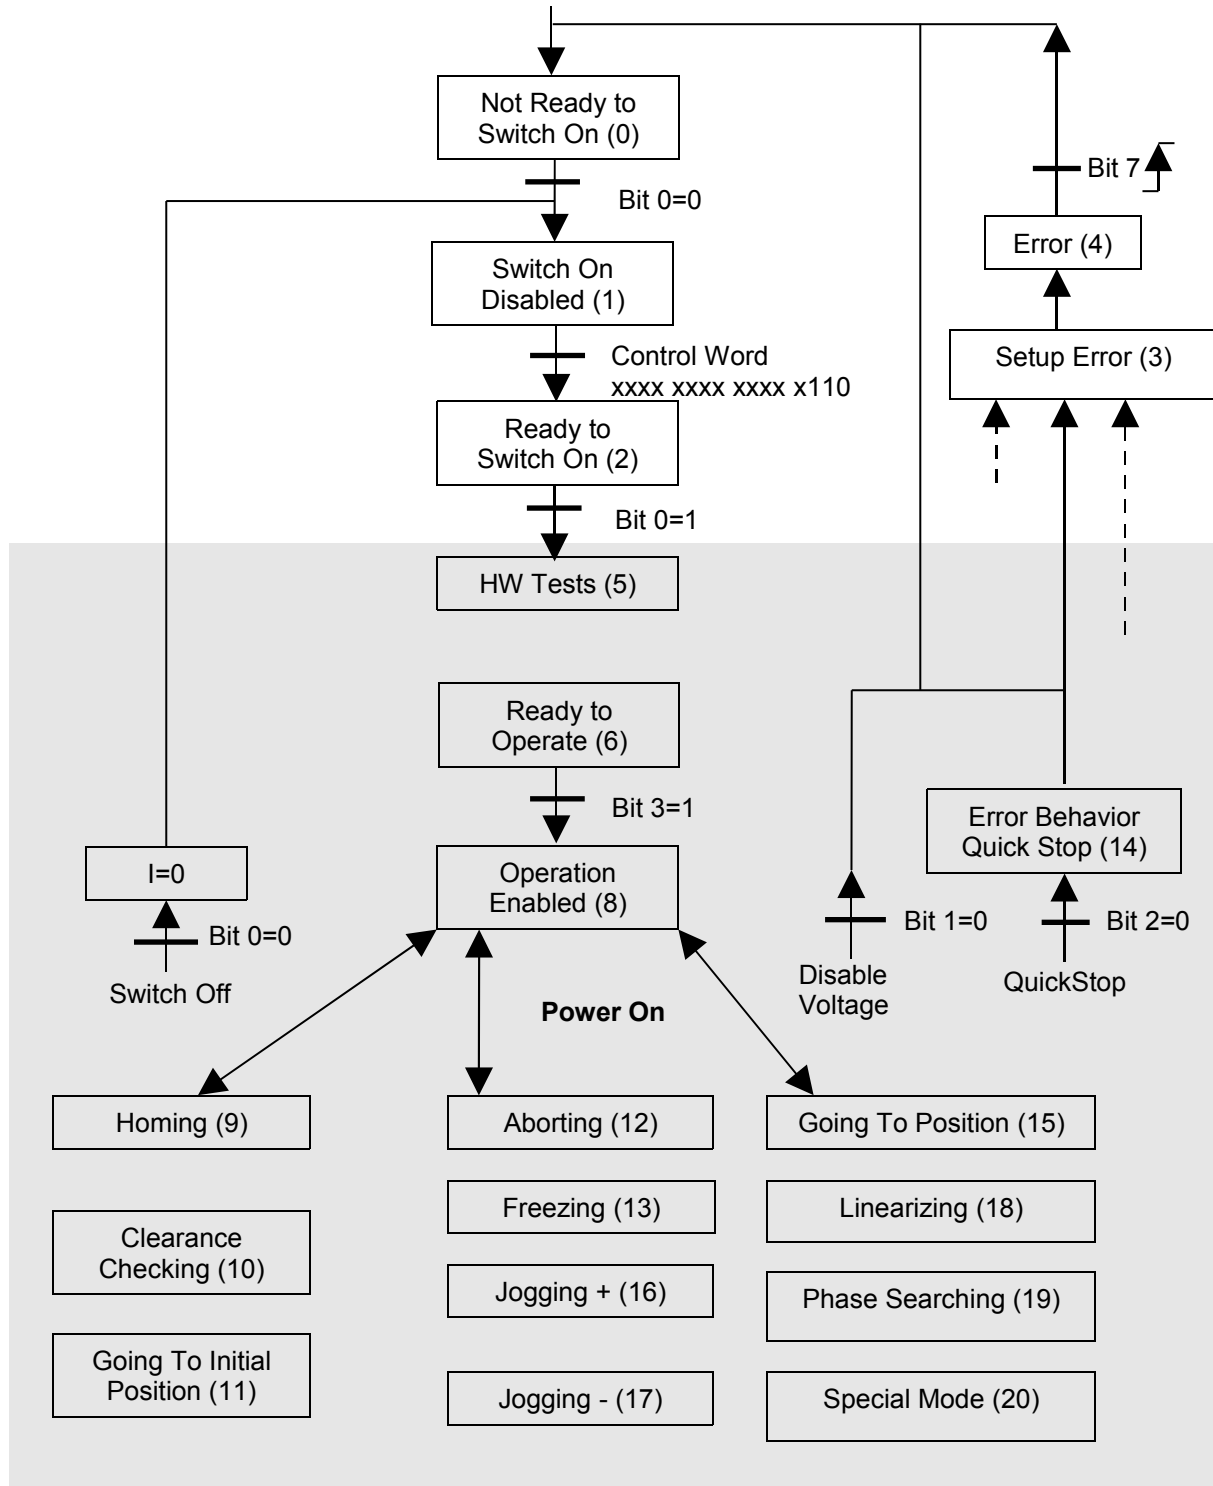 Not Ready to
Switch On (0)
Bit 0=0
Bit 7
Error (4)
Switch On
Disabled (1)
Setup Error (3)
Control Word
xxxx xxxx xxxx x110
Ready to
Switch On (2)
Bit 0=1
HW Tests (5)
Ready to
Operate (6)
Bit 3=1
Error Behavior
Quick Stop (14)
I=0
Operation
Enabled (8)
Bit 0=0
Bit 1=0
Bit 2=0
Switch Off
Disable
Voltage
QuickStop
Power On
Homing (9)
Aborting (12)
Going To Position (15)
Freezing (13)
Linearizing (18)
Clearance
Checking (10)
Jogging + (16)
Phase Searching (19)
Going To Initial
Position (11)
Jogging - (17)
Special Mode (20)